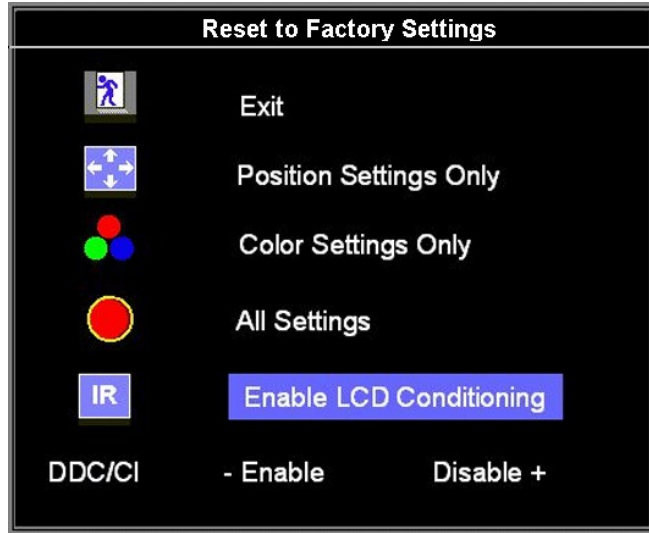 Reset to Factory Settings
Exit
Position Settings Only
Color Settings Only
All Settings
IR Enable LCD Conditioning
DDC/CI - Enable Disable +